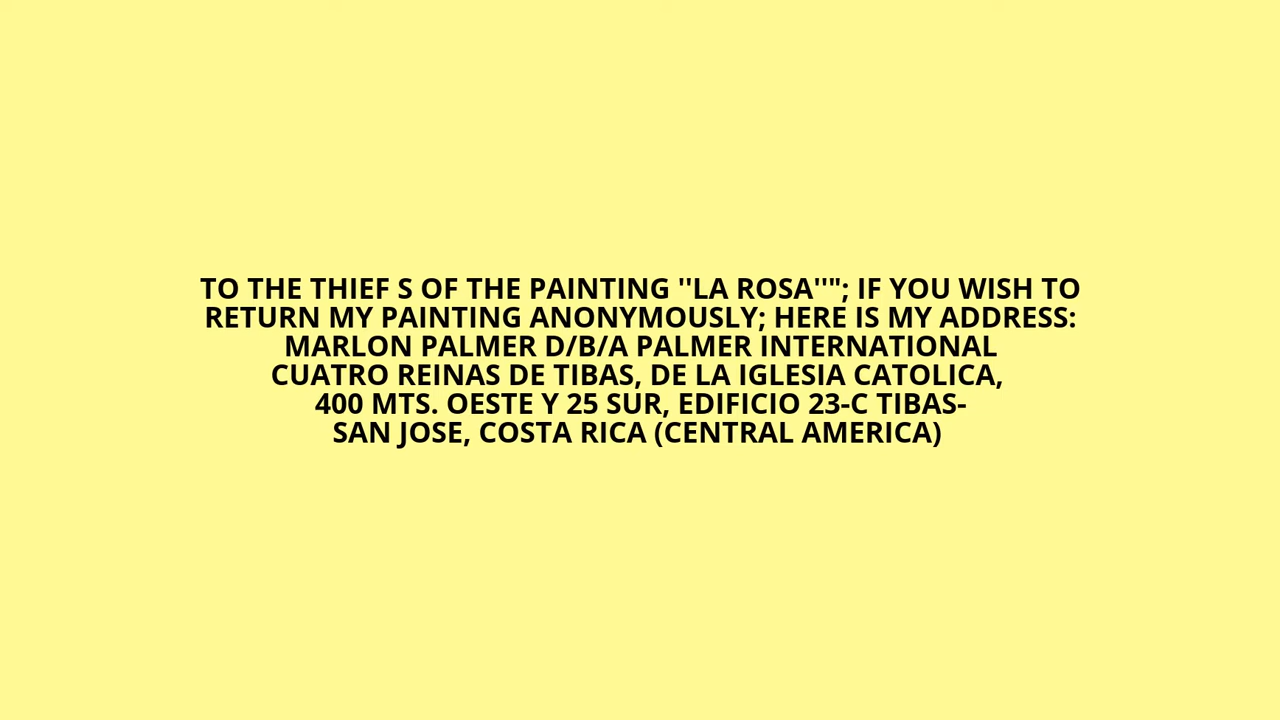 TO THE THIEF S OF THE PAINTING ''LA ROSA''"; IF YOU WISH TO
RETURN MY PAINTING ANONYMOUSLY; HERE IS MY ADDRESS:
MARLON PALMER D/B/A PALMER INTERNATIONAL
CUATRO REINAS DE TIBAS, DE LA IGLESIA CATOLICA,
400 MTS. OESTE Y 25 SUR, EDIFICIO 23-C TIBAS-
SAN JOSE, COSTA RICA (CENTRAL AMERICA)